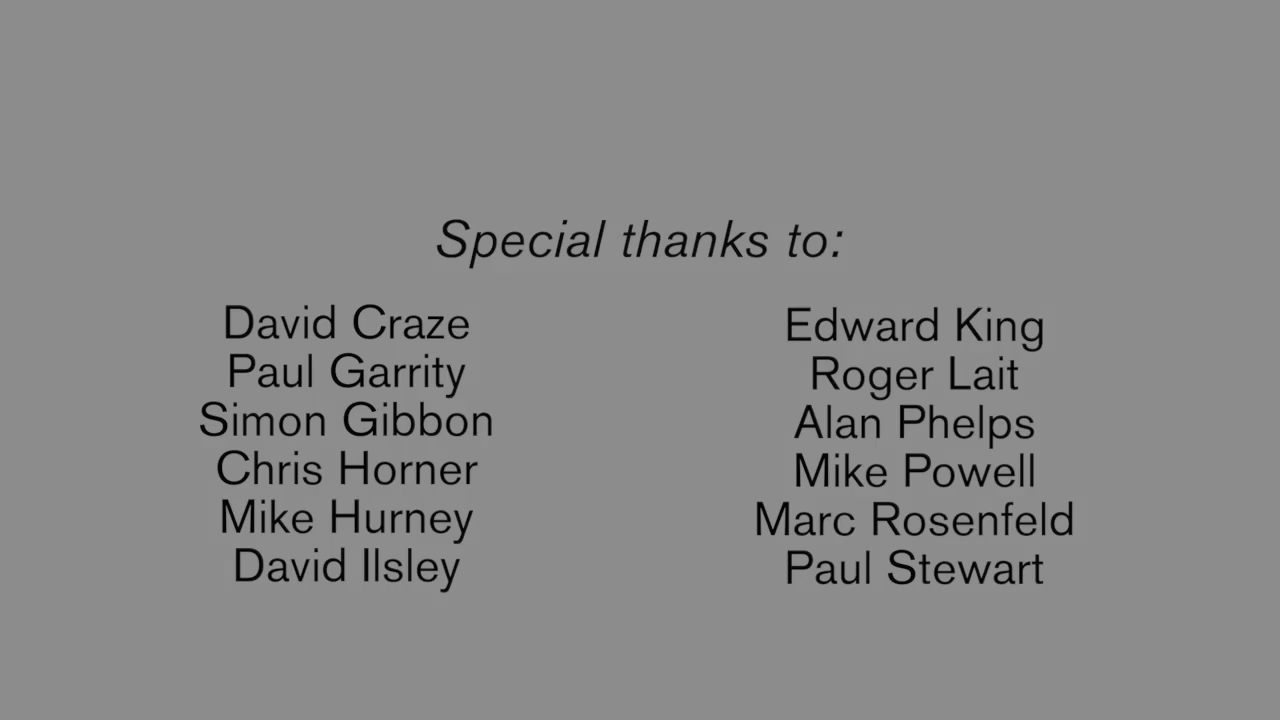 Special thanks to:
David Craze
Paul Garrity
Simon Gibbon
Chris Horner
Mike Hurney
David Ilsley
Edward King
Roger Lait
Alan Phelps
Mike Powell
Marc Rosenfeld
Paul Stewart